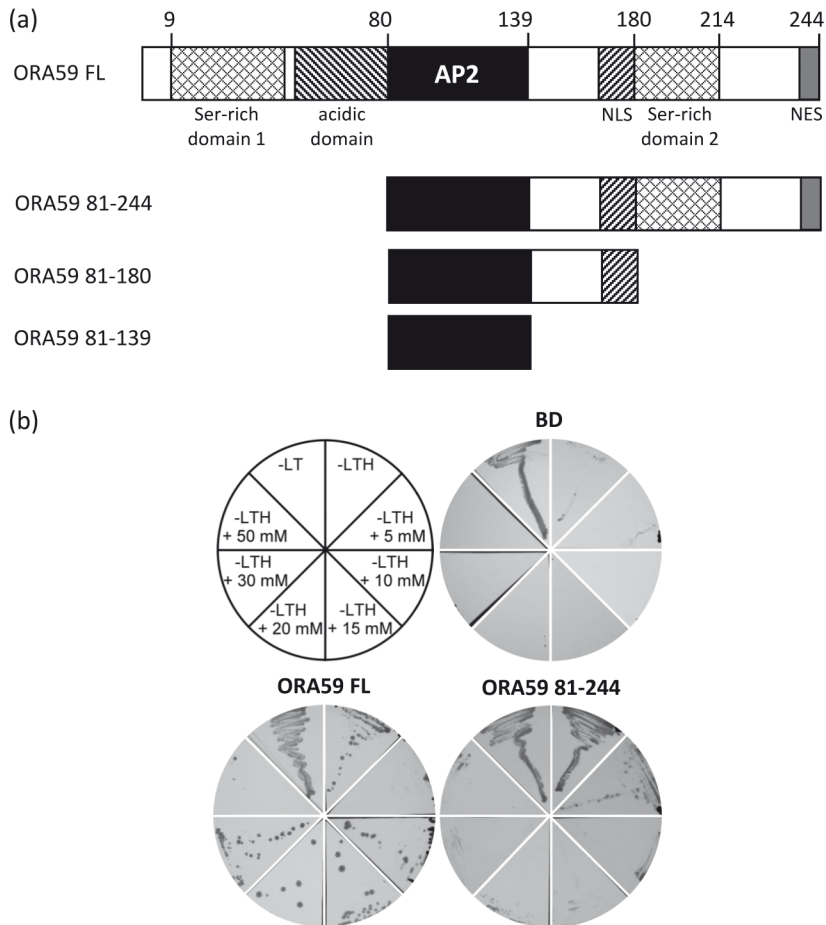 (a)
9 80 139 180 214 244
ORA59 FL
AP2
Ser-rich domain 1
acidic domain
NLS
Ser-rich domain 2
NES
ORA59 81-244
ORA59 81-180
ORA59 81-139
(b)
BD
-LT
-LTH
-LTH + 50 mM
-LTH + 5 mM
-LTH + 30 mM
-LTH + 10 mM
-LTH + 20 mM
-LTH + 15 mM
ORA59 FL
ORA59 81-244